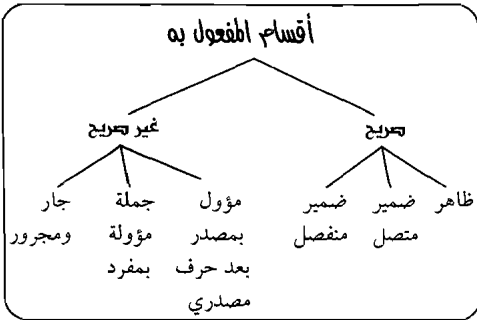 أقسام المفعول به
صريح
غير صريح
ظاهر
ضمير
متصل
ضمير
منفصل
مؤول
بمصدر
بعد حرف
مصدري
جملة
مؤولة
بمفرد
جار
ومجرور